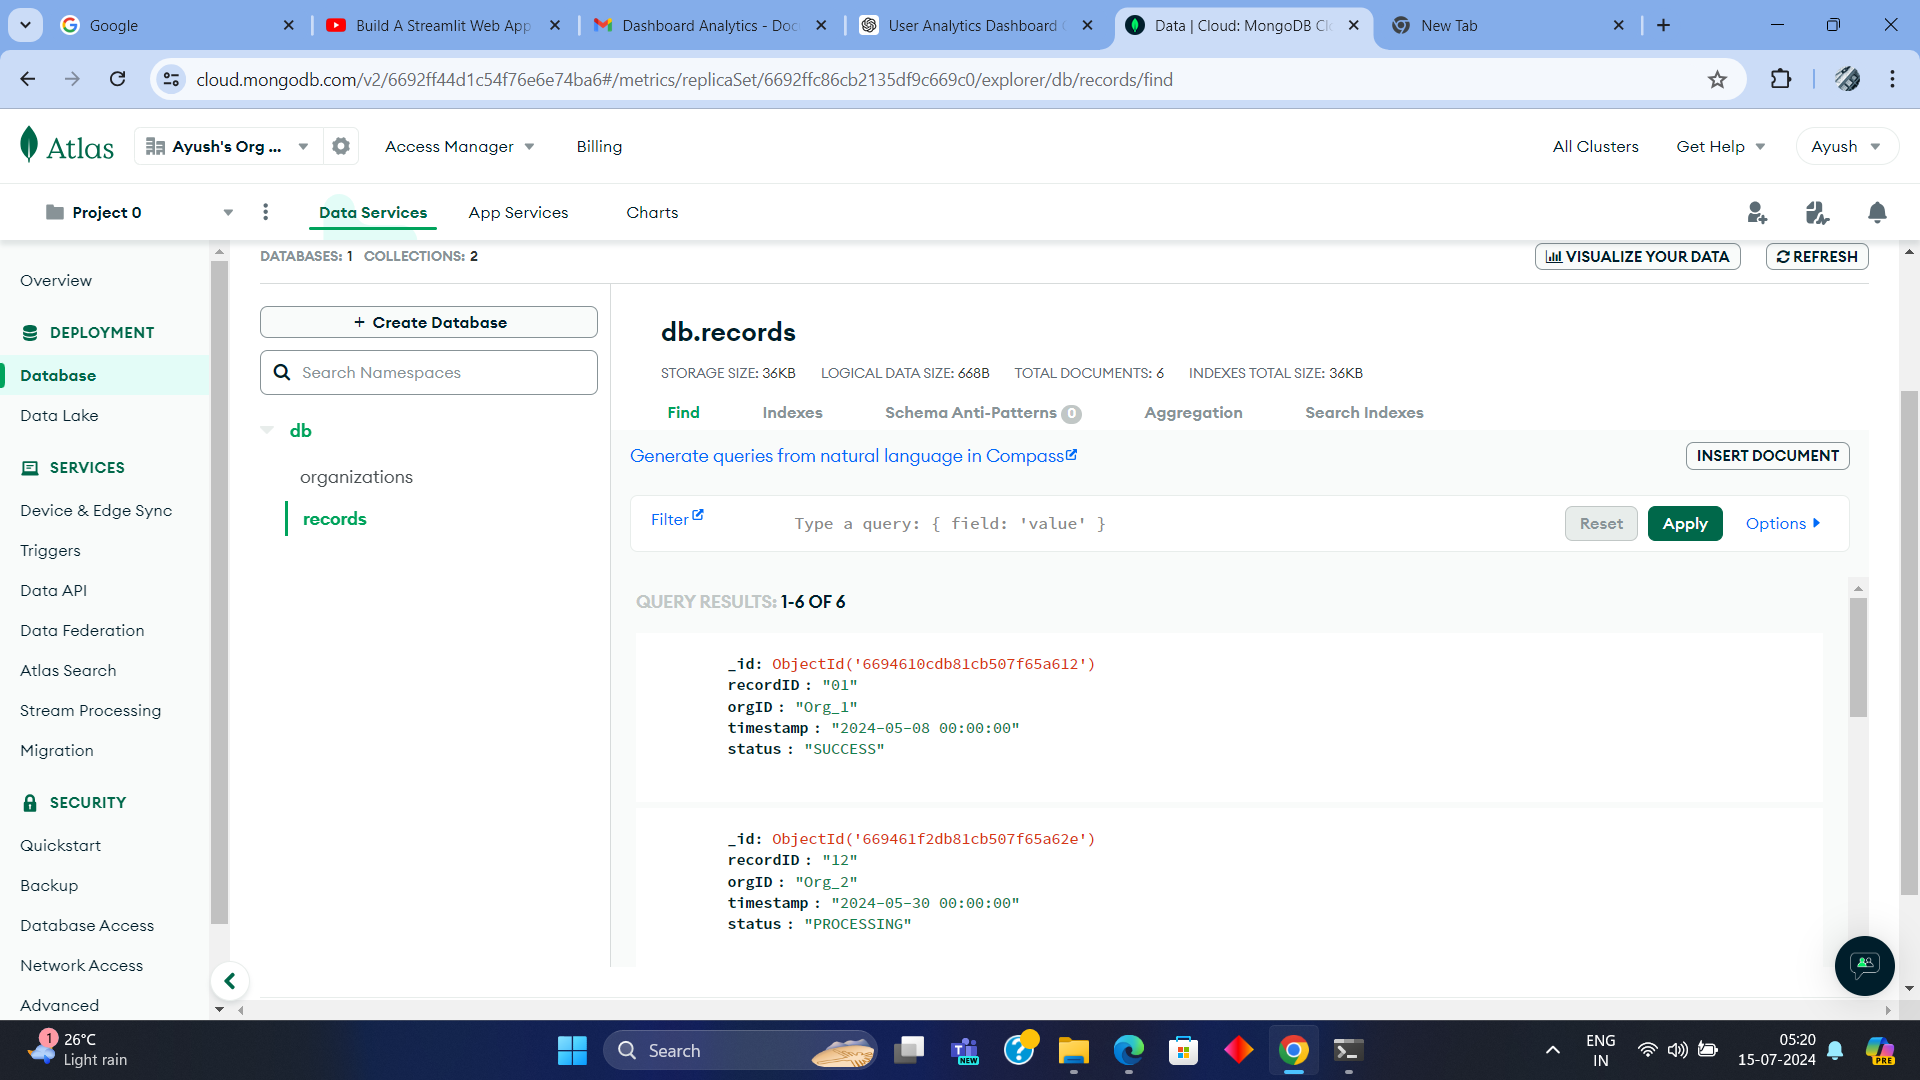 Google
Build A Streamlit Web App
Dashboard Analytics - Doc
User Analytics Dashboard
Data | Cloud: MongoDB Clo
New Tab
cloud.mongodb.com/v2/6692ff44d1c54f76e6e74ba6#/metrics/replicaSet/6692ffc86cb2135df9c669c0/explorer/db/records/find
Atlas
Ayush's Org ...
Access Manager
Billing
All Clusters
Get Help
Ayush
Project 0
Data Services
App Services
Charts
DATABASES: 1 COLLECTIONS: 2
VISUALIZE YOUR DATA
REFRESH
Overview
DEPLOYMENT
Database
Data Lake
SERVICES
Device & Edge Sync
Triggers
Data API
Data Federation
Atlas Search
Stream Processing
Migration
SECURITY
Quickstart
Backup
Database Access
Network Access
Advanced
+ Create Database
Search Namespaces
db
organizations
records
db.records
STORAGE SIZE: 36KB LOGICAL DATA SIZE: 668B TOTAL DOCUMENTS: 6 INDEXES TOTAL SIZE: 36KB
Find
Indexes
Schema Anti-Patterns 0
Aggregation
Search Indexes
Generate queries from natural language in Compass
INSERT DOCUMENT
Filter
Type a query: { field: 'value' }
Reset
Apply
Options
QUERY RESULTS: 1-6 OF 6
_id: ObjectId('6694610cdb81cb507f65a612')
recordID : "01"
orgID : "Org_1"
timestamp : "2024-05-08 00:00:00"
status : "SUCCESS"
_id: ObjectId('669461f2db81cb507f65a62e')
recordID : "12"
orgID : "Org_2"
timestamp : "2024-05-30 00:00:00"
status : "PROCESSING"
1
26°C
Light rain
Search
NEW
ENG
IN
05:20
15-07-2024
PRE